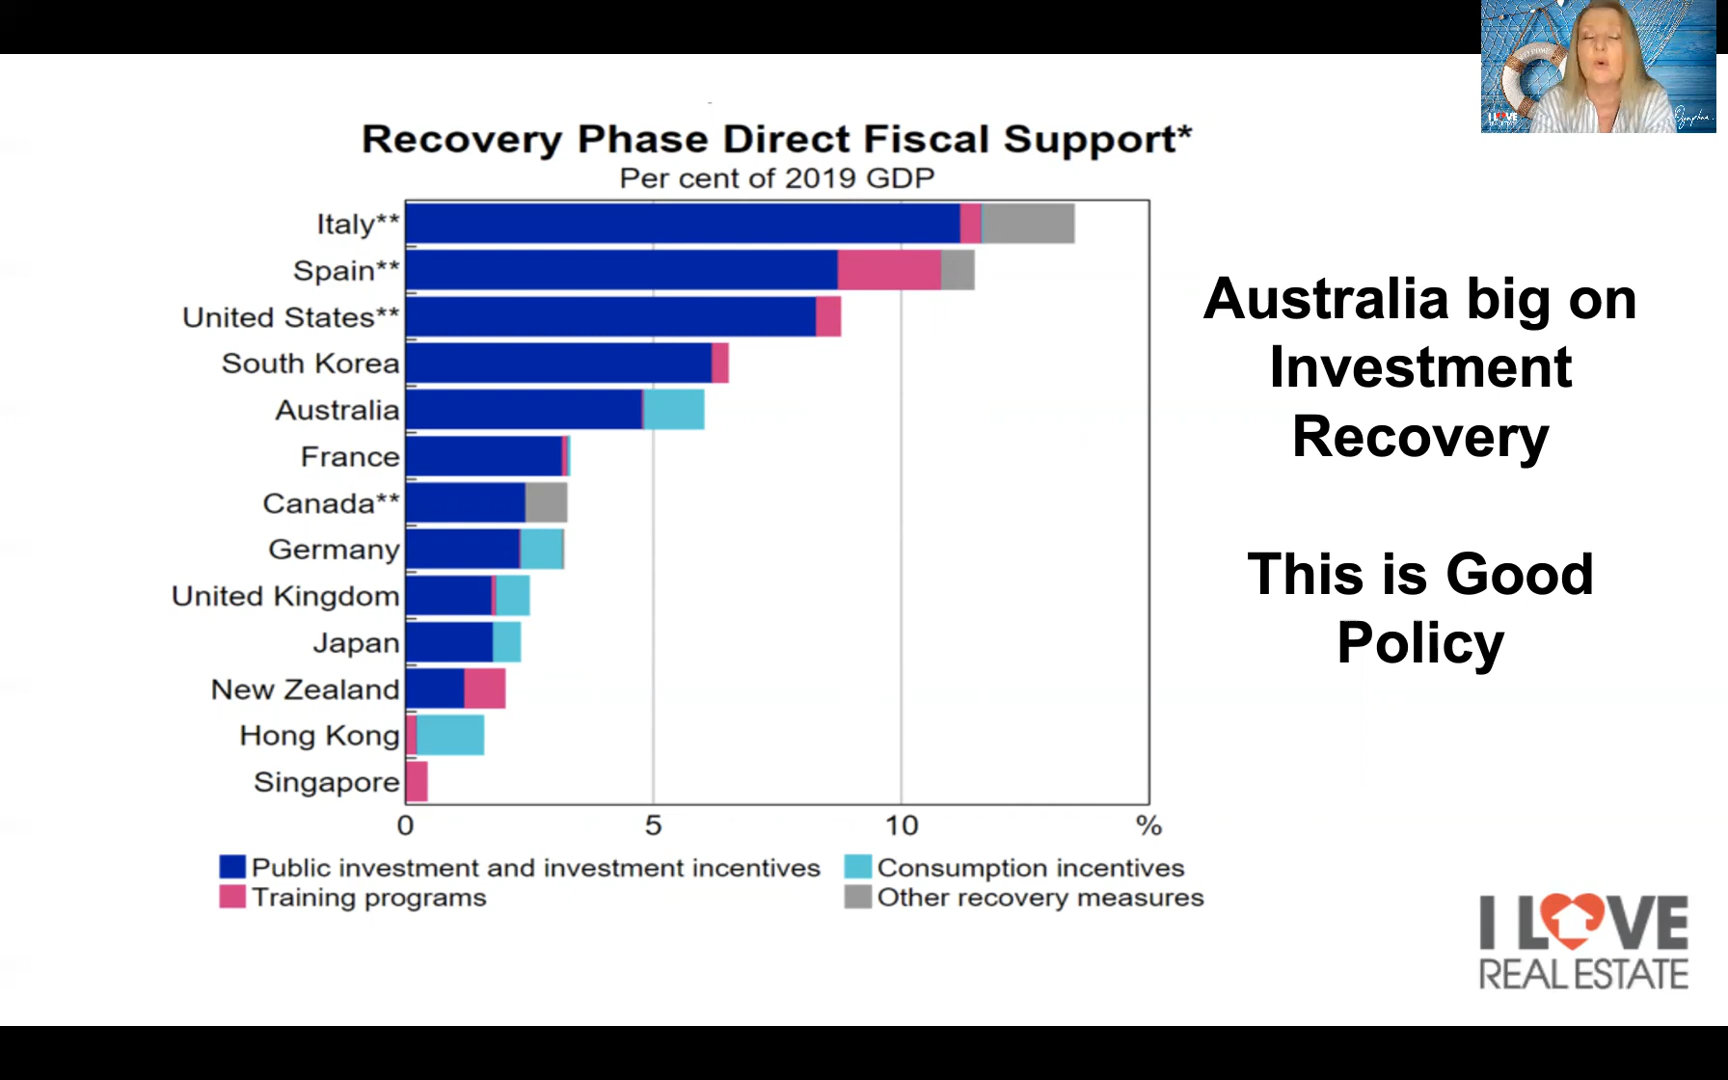 Recovery Phase Direct Fiscal Support*
Per cent of 2019 GDP
Italy**
Spain**
United States**
South Korea
Australia
France
Canada**
Germany
United Kingdom
Japan
New Zealand
Hong Kong
Singapore
0 5 10 %
Public investment and investment incentives
Consumption incentives
Training programs
Other recovery measures
Australia big on
Investment
Recovery
This is Good
Policy
I LOVE
REAL ESTATE